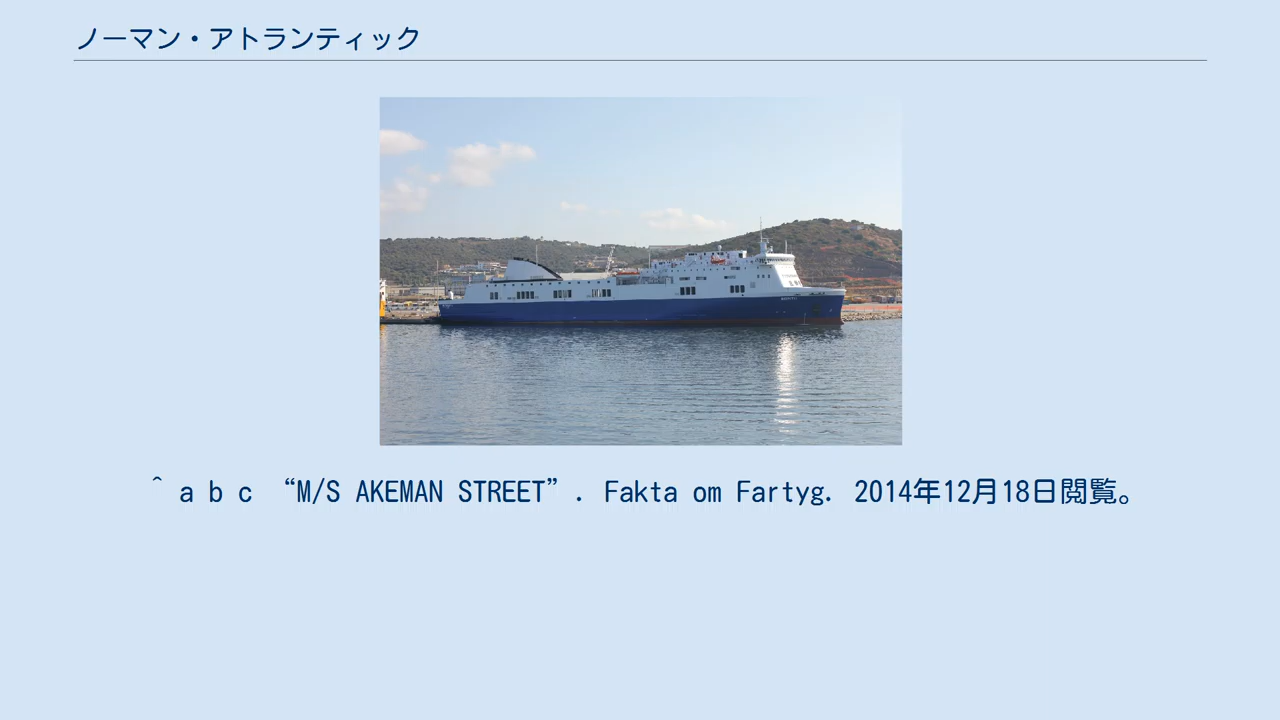 ノーマン・アトランティック
^ a b c “M/S AKEMAN STREET”. Fakta om Fartyg. 2014年12月18日閲覧。